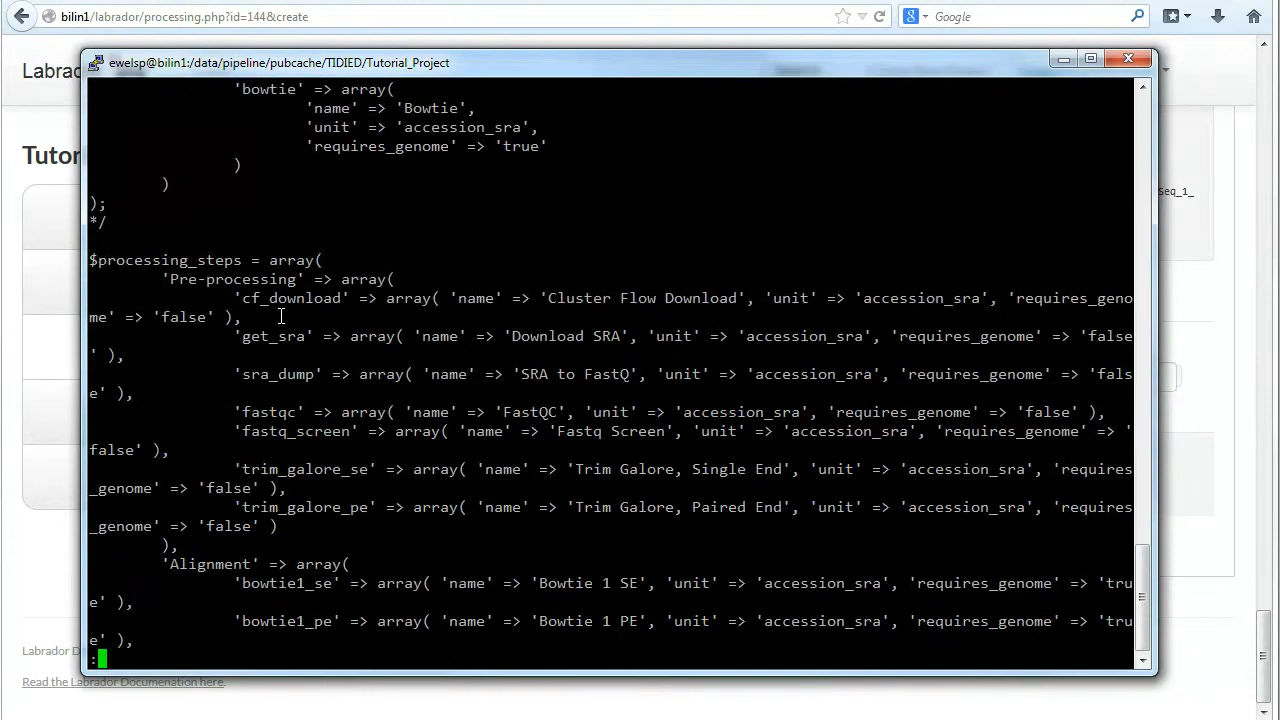 bilin1/labrador/processing.php?id=144&create
Google
Labrad
ewelsp@bilin1:/data/pipeline/pubcache/TIDIED/Tutorial_Project
Tutor
Seq_1_
'bowtie' => array(
'name' => 'Bowtie',
'unit' => 'accession_sra',
'requires_genome' => 'true'
)
)
);
*/
$processing_steps = array(
'Pre-processing' => array(
'cf_download' => array( 'name' => 'Cluster Flow Download', 'unit' => 'accession_sra', 'requires_geno
me' => 'false' ),
'get_sra' => array( 'name' => 'Download SRA', 'unit' => 'accession_sra', 'requires_genome' => 'false
' ),
'sra_dump' => array( 'name' => 'SRA to FastQ', 'unit' => 'accession_sra', 'requires_genome' => 'fals
e' ),
'fastqc' => array( 'name' => 'FastQC', 'unit' => 'accession_sra', 'requires_genome' => 'false' ),
'fastq_screen' => array( 'name' => 'Fastq Screen', 'unit' => 'accession_sra', 'requires_genome' => '
false' ),
'trim_galore_se' => array( 'name' => 'Trim Galore, Single End', 'unit' => 'accession_sra', 'requires
_genome' => 'false' ),
'trim_galore_pe' => array( 'name' => 'Trim Galore, Paired End', 'unit' => 'accession_sra', 'requires
_genome' => 'false' )
),
'Alignment' => array(
'bowtie1_se' => array( 'name' => 'Bowtie 1 SE', 'unit' => 'accession_sra', 'requires_genome' => 'tru
e' ),
'bowtie1_pe' => array( 'name' => 'Bowtie 1 PE', 'unit' => 'accession_sra', 'requires_genome' => 'tru
e' ),
:
Labrador D
Read the Labrador Documenation here.